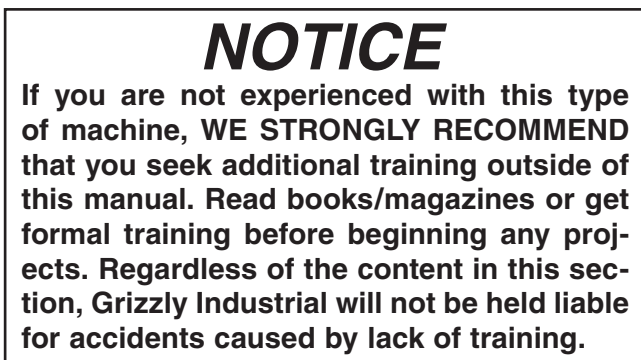 NOTICE
If you are not experienced with this type
of machine, WE STRONGLY RECOMMEND
that you seek additional training outside of
this manual. Read books/magazines or get
formal training before beginning any proj-
ects. Regardless of the content in this sec-
tion, Grizzly Industrial will not be held liable
for accidents caused by lack of training.